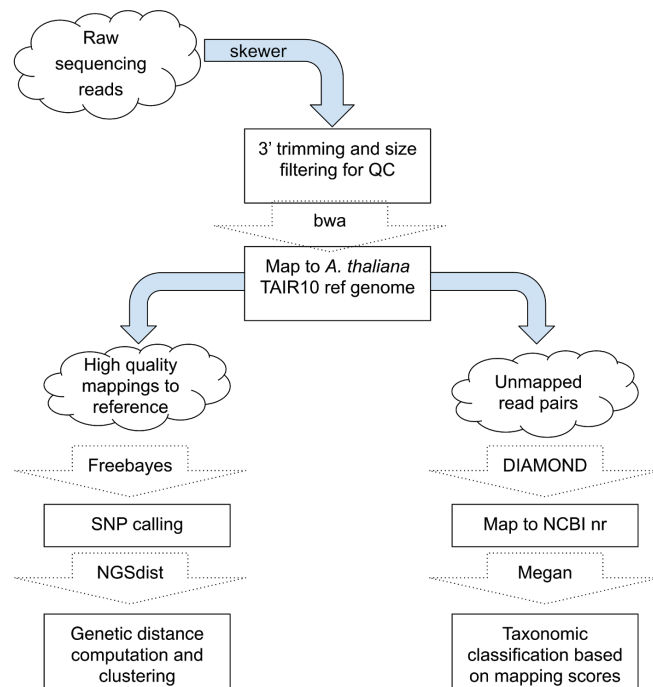 Raw
sequencing
reads
skewer
3' trimming and size
filtering for QC
bwa
Map to A. thaliana
TAIR10 ref genome
High quality
mappings to
reference
Freebayes
SNP calling
NGSdist
Genetic distance
computation and
clustering
Unmapped
read pairs
DIAMOND
Map to NCBI nr
Megan
Taxonomic
classification based
on mapping scores